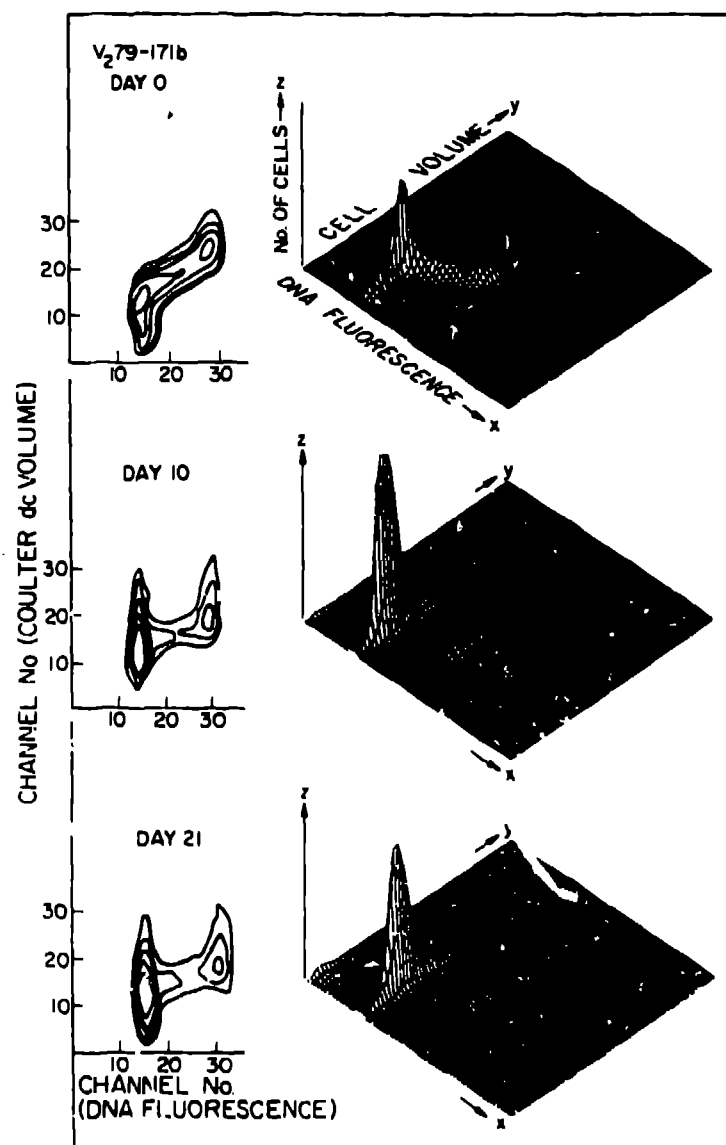 V₂79-171b
DAY 0
z
No. OF CELLS →
CELL VOLUME → y
DNA FLUORESCENCE → x
30
20
10
10 20 30
DAY 10
z
y
x
30
20
10
10 20 30
DAY 21
z
x
30
20
10
10 20 30
CHANNEL No (COULTER dc VOLUME)
CHANNEL No.
(DNA FLUORESCENCE)